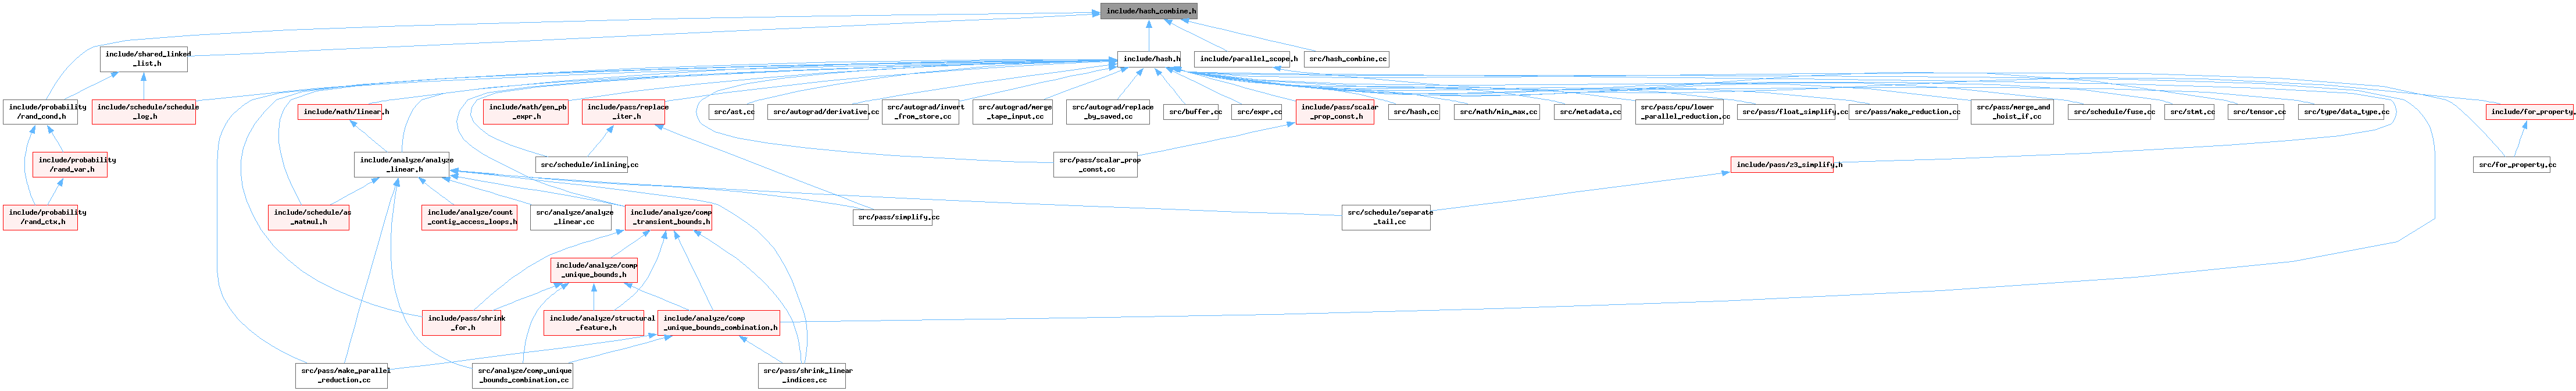 include/hash_combine.h
include/shared_linked
_list.h
include/hash.h
include/parallel_scope.h
src/hash_combine.cc
include/probability
/rand_cond.h
include/schedule/schedule
_log.h
include/math/linear.h
include/math/gen_pb
_expr.h
include/pass/replace
_iter.h
src/ast.cc
src/autograd/derivative.cc
src/autograd/invert
_from_store.cc
src/autograd/merge
_tape_input.cc
src/autograd/replace
_by_saved.cc
src/buffer.cc
src/expr.cc
include/pass/scalar
_prop_const.h
src/hash.cc
src/math/min_max.cc
src/metadata.cc
src/pass/cpu/lower
_parallel_reduction.cc
src/pass/float_simplify.cc
src/pass/make_reduction.cc
src/pass/merge_and
_hoist_if.cc
src/schedule/fuse.cc
src/stmt.cc
src/tensor.cc
src/type/data_type.cc
include/for_property.h
include/probability
/rand_var.h
include/analyze/analyze
_linear.h
src/schedule/inlining.cc
src/pass/scalar_prop
_const.cc
include/pass/z3_simplify.h
src/for_property.cc
include/probability
/rand_ctx.h
include/schedule/as
_matmul.h
include/analyze/count
_contig_access_loops.h
src/analyze/analyze
_linear.cc
include/analyze/comp
_transient_bounds.h
src/pass/simplify.cc
src/schedule/separate
_tail.cc
include/analyze/comp
_unique_bounds.h
include/pass/shrink
_for.h
include/analyze/structural
_feature.h
include/analyze/comp
_unique_bounds_combination.h
src/pass/make_parallel
_reduction.cc
src/analyze/comp_unique
_bounds_combination.cc
src/pass/shrink_linear
_indices.cc